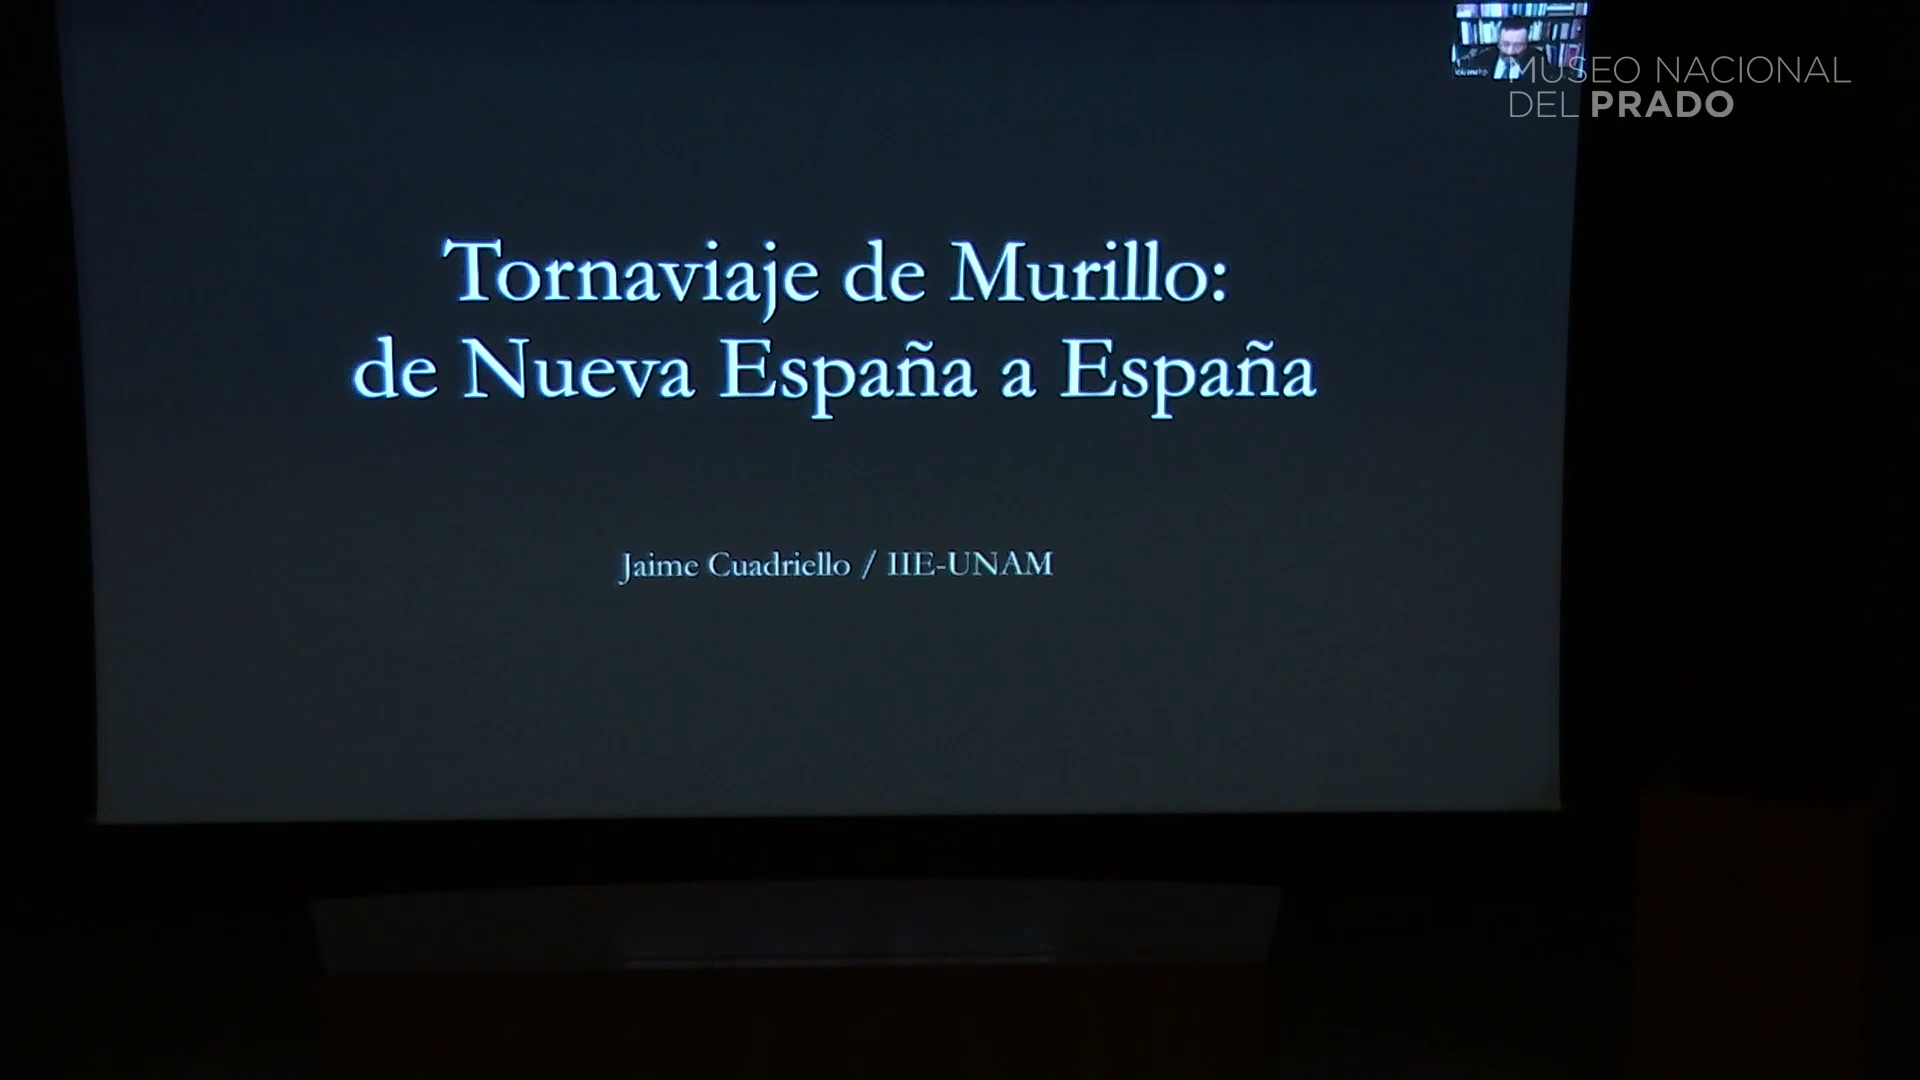 MUSEO NACIONAL
DEL PRADO
Tornaviaje de Murillo:
de Nueva España a España
Jaime Cuadriello / IIE-UNAM